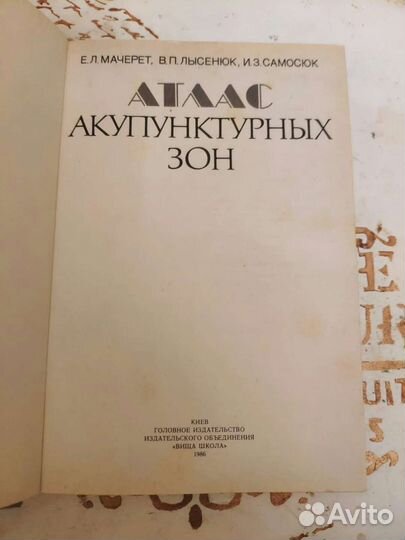 Е.Л.МАЧЕРЕТ, В.П.ЛЫСЕНЮК, И.З.САМОСЮК
АТЛАС
АКУПУНКТУРНЫХ
ЗОН
КИЕВ
ГОЛОВНОЕ ИЗДАТЕЛЬСТВО
ИЗДАТЕЛЬСКОГО ОБЪЕДИНЕНИЯ
«ВИЩА ШКОЛА»
1986
Avito